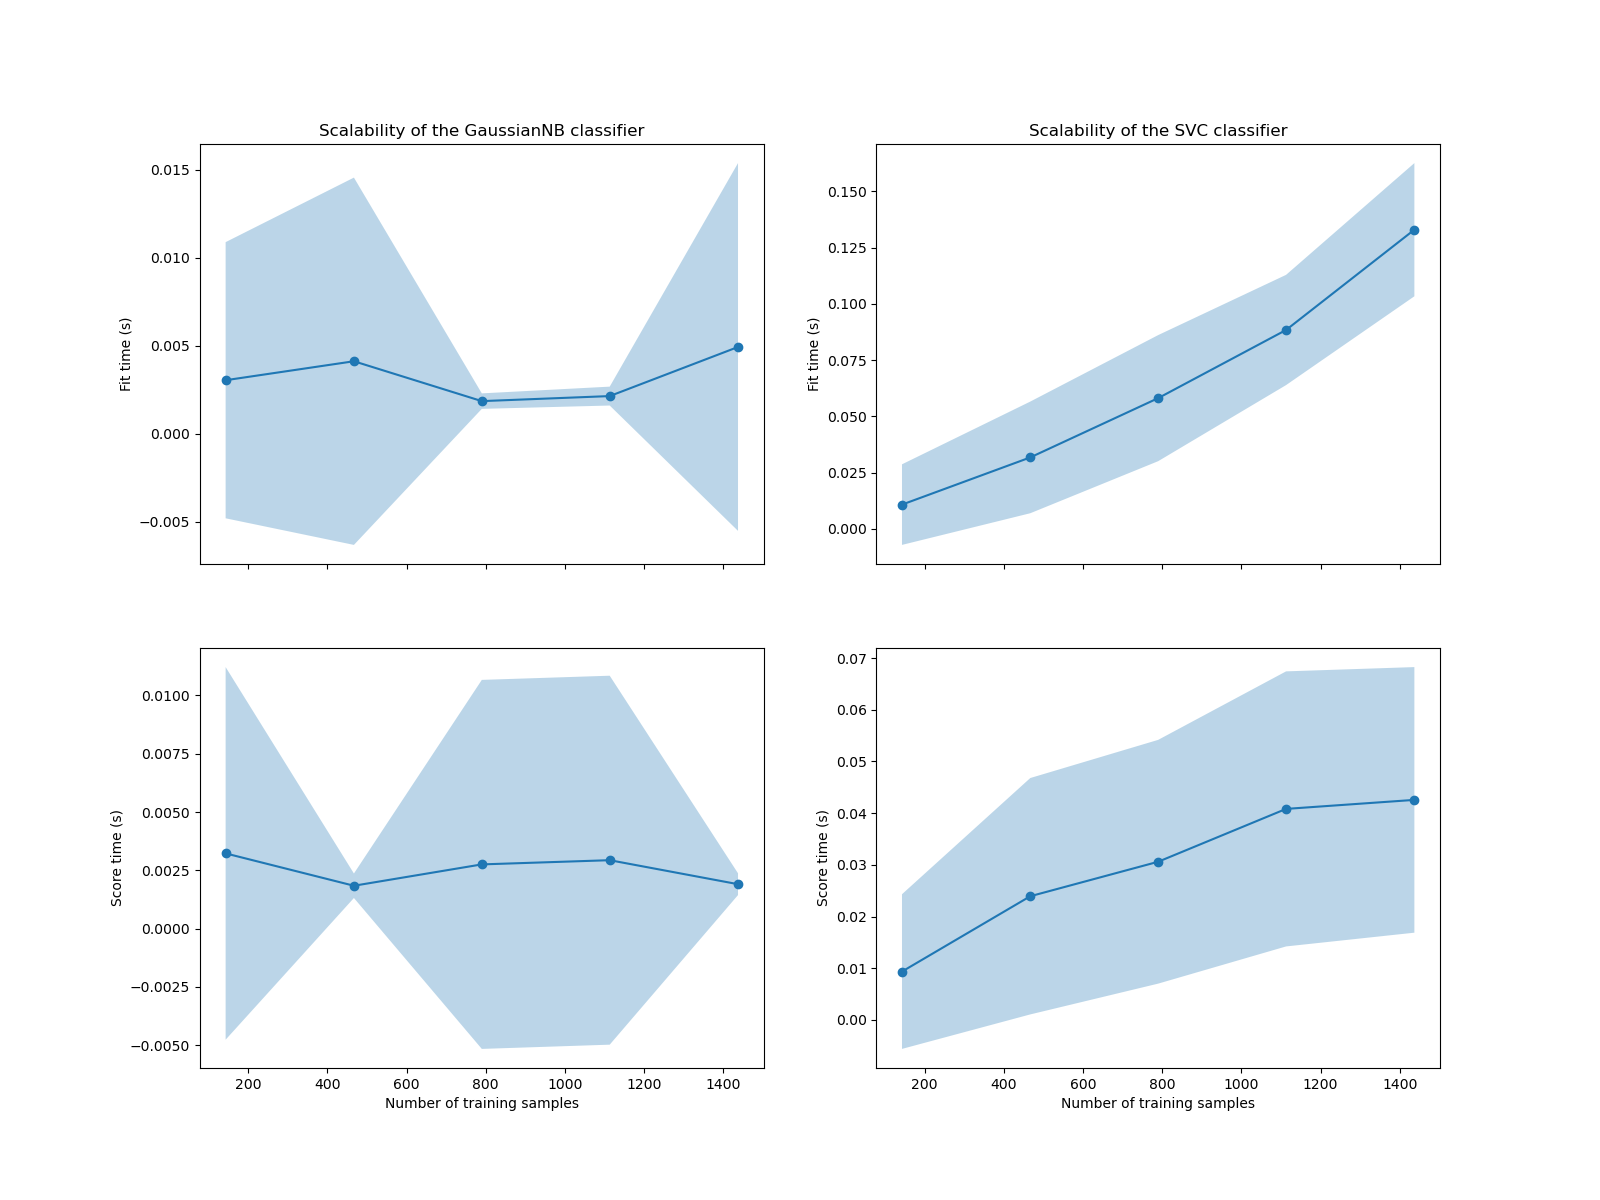 Scalability of the GaussianNB classifier
0.015
0.010
0.005
0.000
−0.005
Fit time (s)
Scalability of the SVC classifier
0.150
0.125
0.100
0.075
0.050
0.025
0.000
Fit time (s)
0.0100
0.0075
0.0050
0.0025
0.0000
−0.0025
−0.0050
Score time (s)
200 400 600 800 1000 1200 1400
Number of training samples
0.07
0.06
0.05
0.04
0.03
0.02
0.01
0.00
Score time (s)
200 400 600 800 1000 1200 1400
Number of training samples